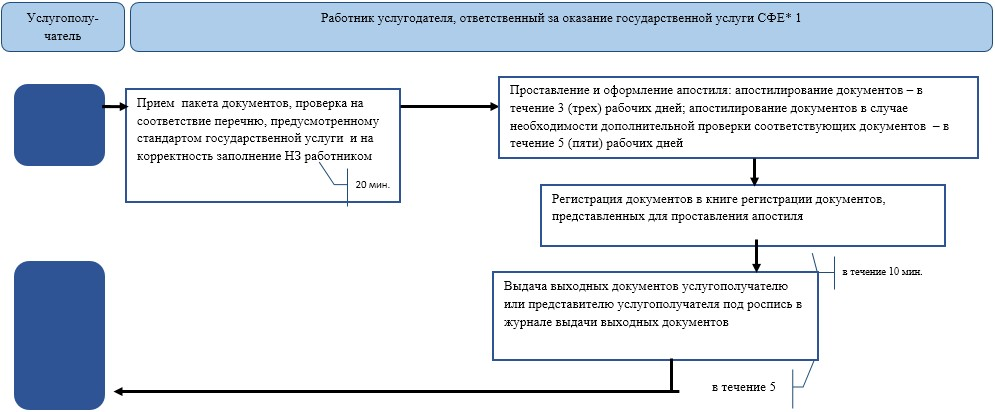 Услугополу-
чатель
Работник услугодателя, ответственный за оказание государственной услуги СФЕ* 1
Прием пакета документов, проверка на
соответствие перечню, предусмотренному
стандартом государственной услуги и на
корректность заполнение НЗ работником
20 мин.
Проставление и оформление апостиля: апостилирование документов – в
течение 3 (трех) рабочих дней; апостилирование документов в случае
необходимости дополнительной проверки соответствующих документов – в
течение 5 (пяти) рабочих дней
Регистрация документов в книге регистрации документов,
представленных для проставления апостиля
в течение 10 мин.
Выдача выходных документов услугополучателю
или представителю услугополучателя под роспись в
журнале выдачи выходных документов
в течение 5